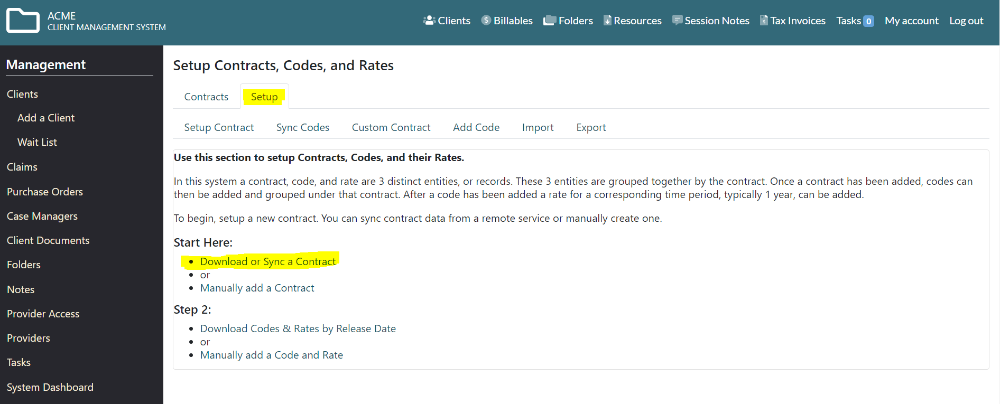 ACME
CLIENT MANAGEMENT SYSTEM
Clients
Billables
Folders
Resources
Session Notes
Tax Invoices
Tasks 0
My account
Log out
Management
Clients
Add a Client
Wait List
Claims
Purchase Orders
Case Managers
Client Documents
Folders
Notes
Provider Access
Providers
Tasks
System Dashboard
Setup Contracts, Codes, and Rates
Contracts
Setup
Setup Contract
Sync Codes
Custom Contract
Add Code
Import
Export
Use this section to setup Contracts, Codes, and their Rates.
In this system a contract, code, and rate are 3 distinct entities, or records. These 3 entities are grouped together by the contract. Once a contract has been added, codes can
then be added and grouped under that contract. After a code has been added a rate for a corresponding time period, typically 1 year, can be added.
To begin, setup a new contract. You can sync contract data from a remote service or manually create one.
Start Here:
• Download or Sync a Contract
• or
• Manually add a Contract
Step 2:
• Download Codes & Rates by Release Date
• or
• Manually add a Code and Rate